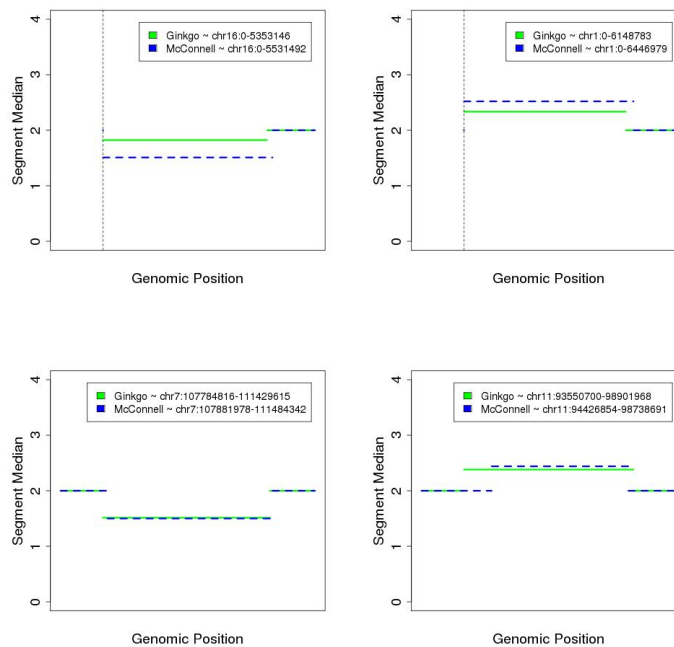 4
3
2
1
0
Segment Median
Ginkgo ~ chr16:0-5353146
McConnell ~ chr16:0-5531492
Genomic Position
4
3
2
1
0
Segment Median
Ginkgo ~ chr1:0-6148783
McConnell ~ chr1:0-6446979
Genomic Position
4
3
2
1
0
Segment Median
Ginkgo ~ chr7:107784816-111429615
McConnell ~ chr7:107881978-111484342
Genomic Position
4
3
2
1
0
Segment Median
Ginkgo ~ chr11:93550700-98901968
McConnell ~ chr11:94426854-98738691
Genomic Position